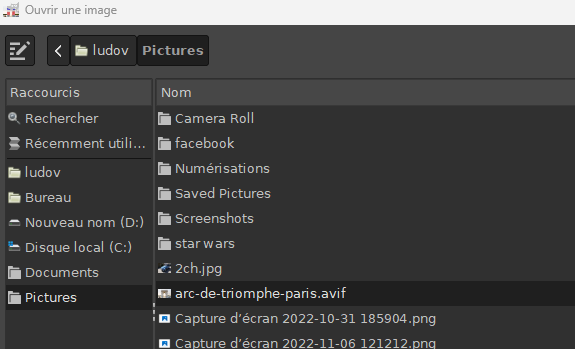 Ouvrir une image
ludov Pictures
Raccourcis
Rechercher
Récemment utili...
ludov
Bureau
Nouveau nom (D:)
Disque local (C:)
Documents
Pictures
Nom
Camera Roll
facebook
Numérisations
Saved Pictures
Screenshots
star wars
2ch.jpg
arc-de-triomphe-paris.avif
Capture d’écran 2022-10-31 185904.png
Capture d’écran 2022-11-06 121212.png